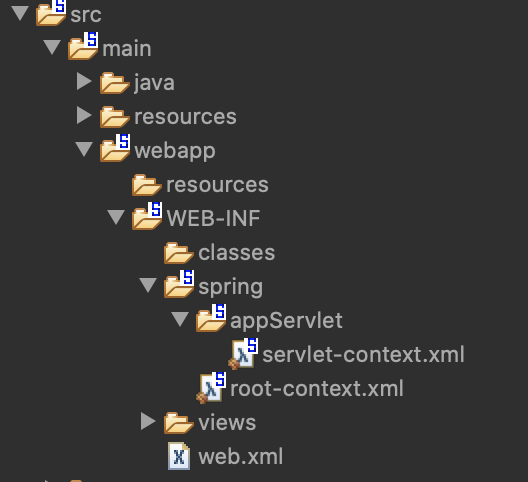 src
main
java
resources
webapp
resources
WEB-INF
classes
spring
appServlet
servlet-context.xml
root-context.xml
views
web.xml